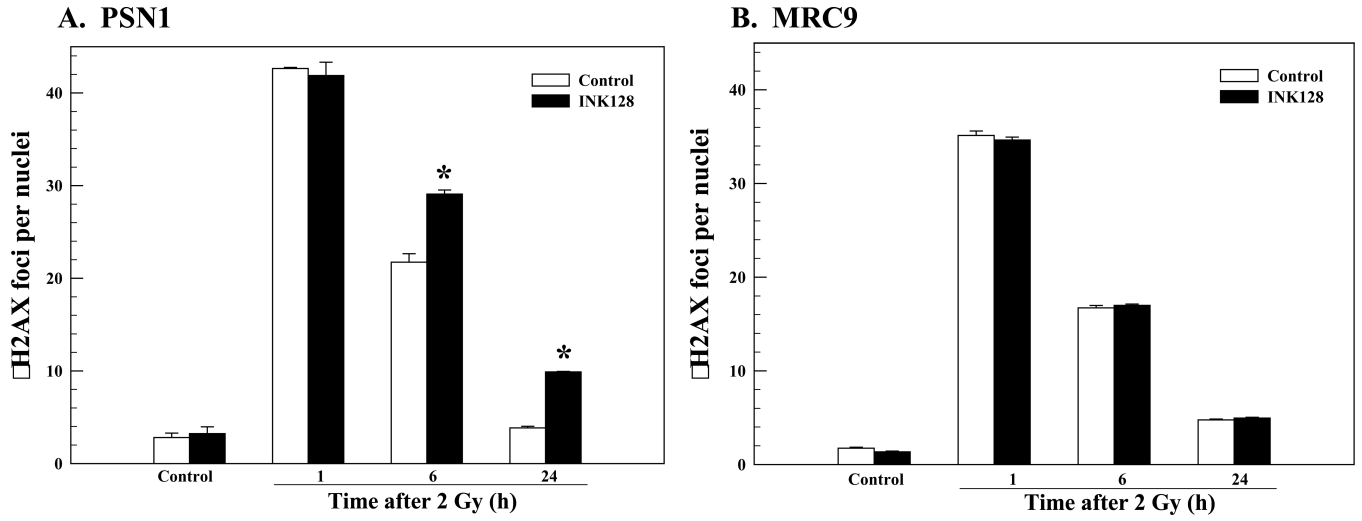 A. PSN1
□H2AX foci per nuclei
40
30
20
10
0
Control
INK128
*
*
Control
1
6
24
Time after 2 Gy (h)
B. MRC9
□H2AX foci per nuclei
40
30
20
10
0
Control
INK128
Control
1
6
24
Time after 2 Gy (h)